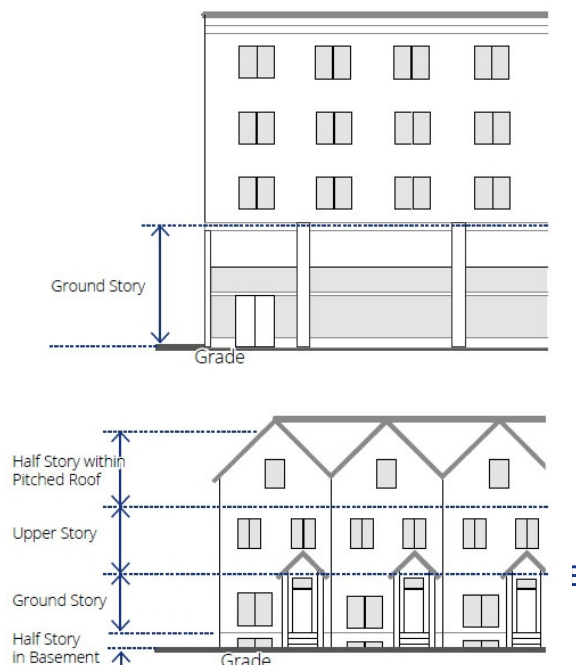 Ground Story
Grade
Half Story within
Pitched Roof
Upper Story
Ground Story
Half Story
in Basement
Grade